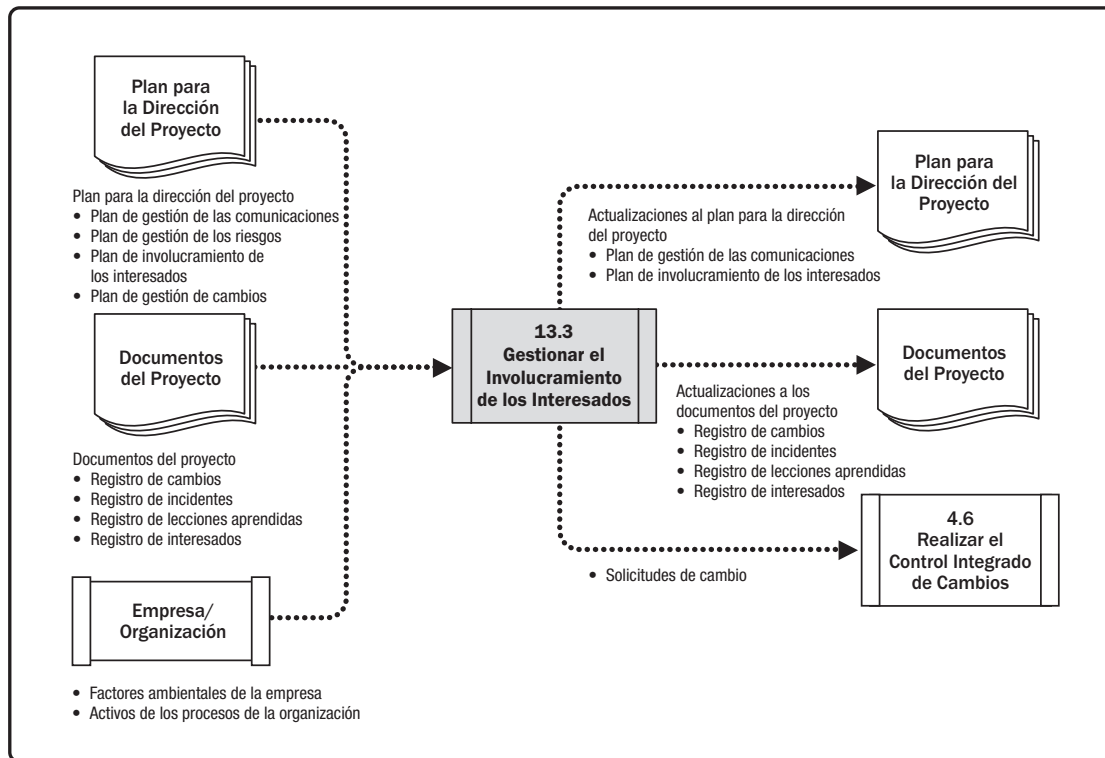 Plan para
la Dirección
del Proyecto
Plan para la dirección del proyecto
• Plan de gestión de las comunicaciones
• Plan de gestión de los riesgos
• Plan de involucramiento de
los interesados
• Plan de gestión de cambios
Documentos
del Proyecto
Documentos del proyecto
• Registro de cambios
• Registro de incidentes
• Registro de lecciones aprendidas
• Registro de interesados
Empresa/
Organización
• Factores ambientales de la empresa
• Activos de los procesos de la organización
13.3
Gestionar el
Involucramiento
de los Interesados
Plan para
la Dirección del
Proyecto
Actualizaciones al plan para la dirección
del proyecto
• Plan de gestión de las comunicaciones
• Plan de involucramiento de los interesados
Documentos
del Proyecto
Actualizaciones a los
documentos del proyecto
• Registro de cambios
• Registro de incidentes
• Registro de lecciones aprendidas
• Registro de interesados
4.6
Realizar el
Control Integrado
de Cambios
• Solicitudes de cambio